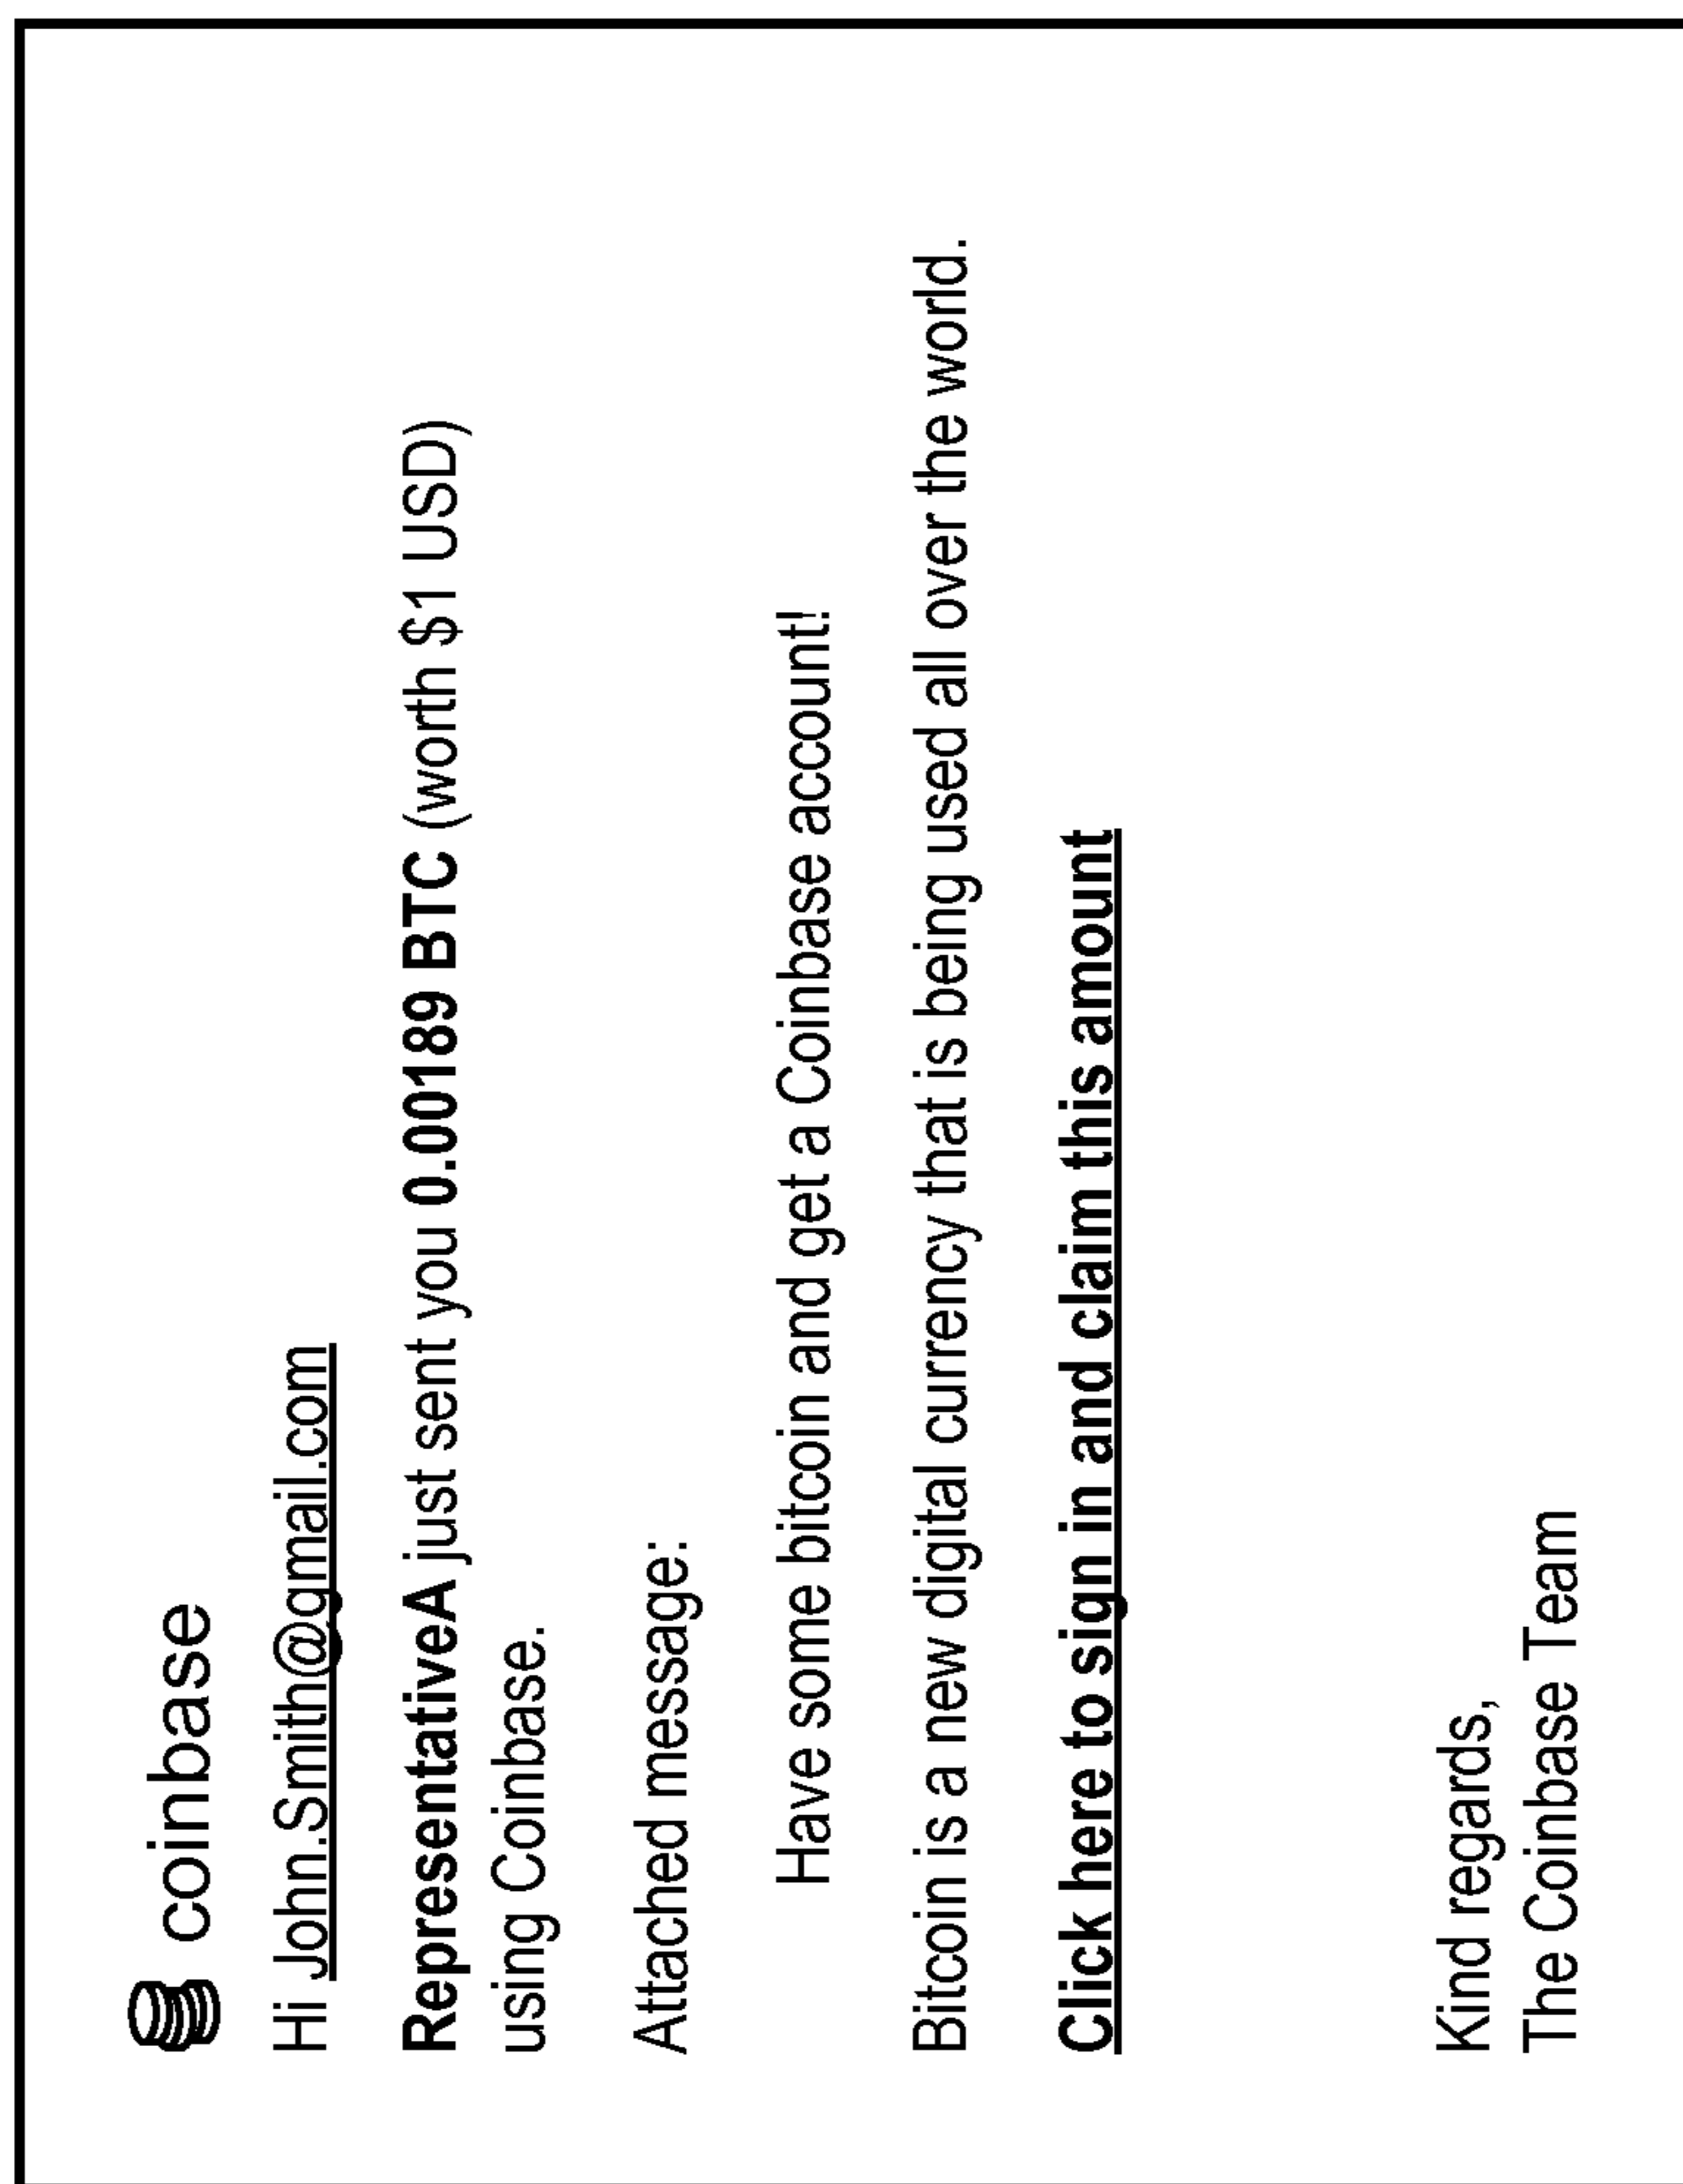 coinbase
Hi John.Smith@gmail.com
RepresentativeA just sent you 0.00189 BTC (worth $1 USD)
using Coinbase.
Attached message:
Have some bitcoin and get a Coinbase account!
Bitcoin is a new digital currency that is being used all over the world.
Click here to sign in and claim this amount
Kind regards,
The Coinbase Team